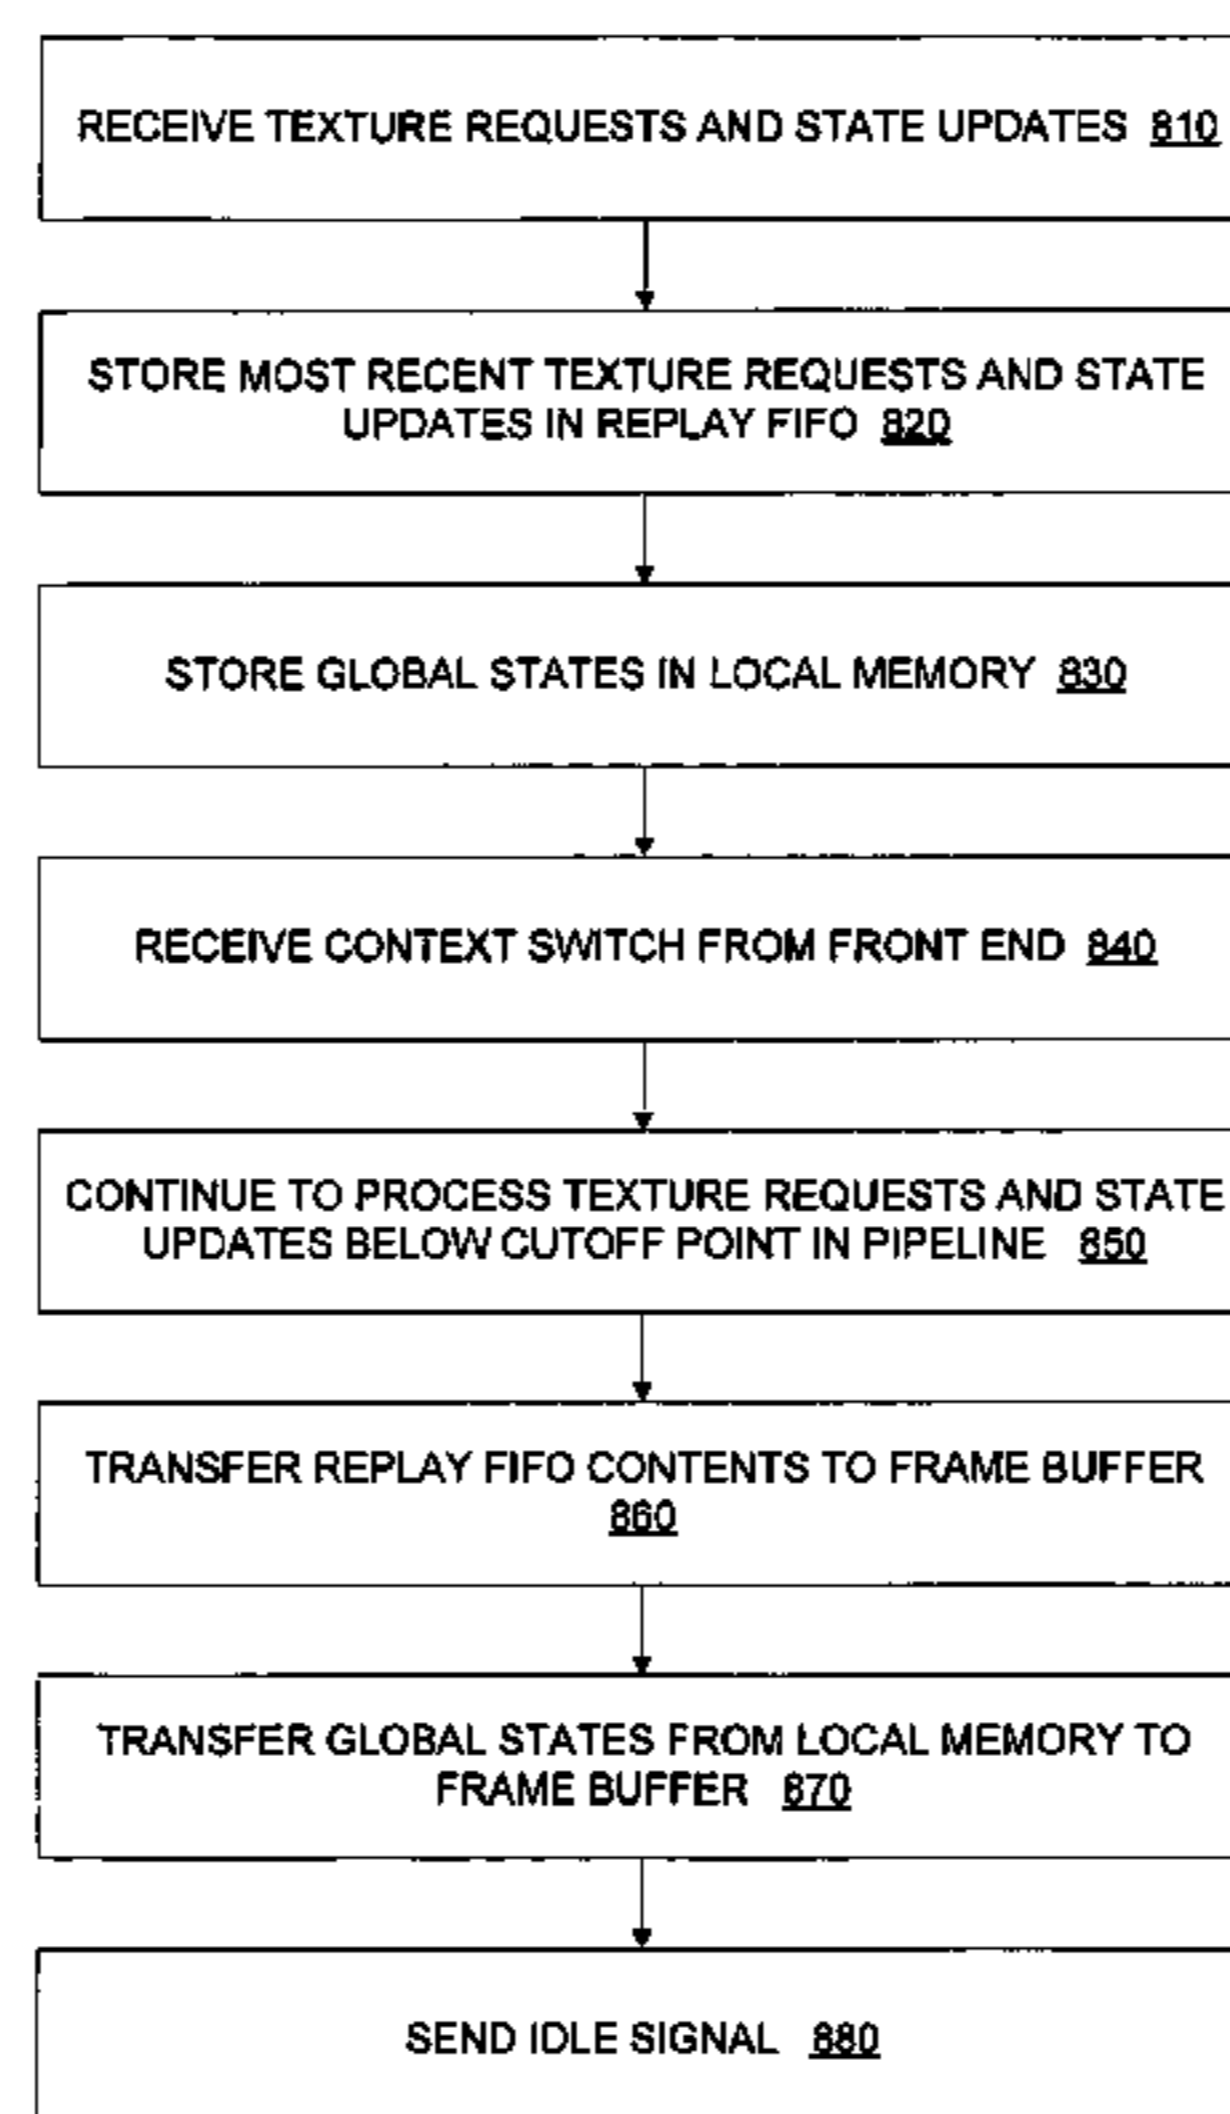 RECEIVE TEXTURE REQUESTS AND STATE UPDATES 810
STORE MOST RECENT TEXTURE REQUESTS AND STATE
UPDATES IN REPLAY FIFO 820
STORE GLOBAL STATES IN LOCAL MEMORY 830
RECEIVE CONTEXT SWITCH FROM FRONT END 840
CONTINUE TO PROCESS TEXTURE REQUESTS AND STATE
UPDATES BELOW CUTOFF POINT IN PIPELINE 850
TRANSFER REPLAY FIFO CONTENTS TO FRAME BUFFER
860
TRANSFER GLOBAL STATES FROM LOCAL MEMORY TO
FRAME BUFFER 870
SEND IDLE SIGNAL 880